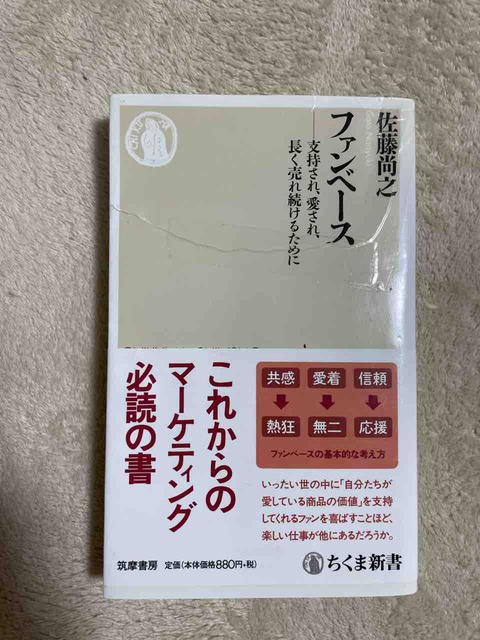 佐藤尚之
ファンベース
支持され、愛され、
長く売れ続けるために
これからの
マーケティング
必読の書
共感 愛着 信頼
熱狂 無二 応援
ファンベースの基本的な考え方
いったい世の中に「自分たちが
愛している商品の価値」を支持
してくれるファンを喜ばすことほど、
楽しい仕事が他にあるだろうか。
筑摩書房 定価(本体価格880円+税)
ちくま新書